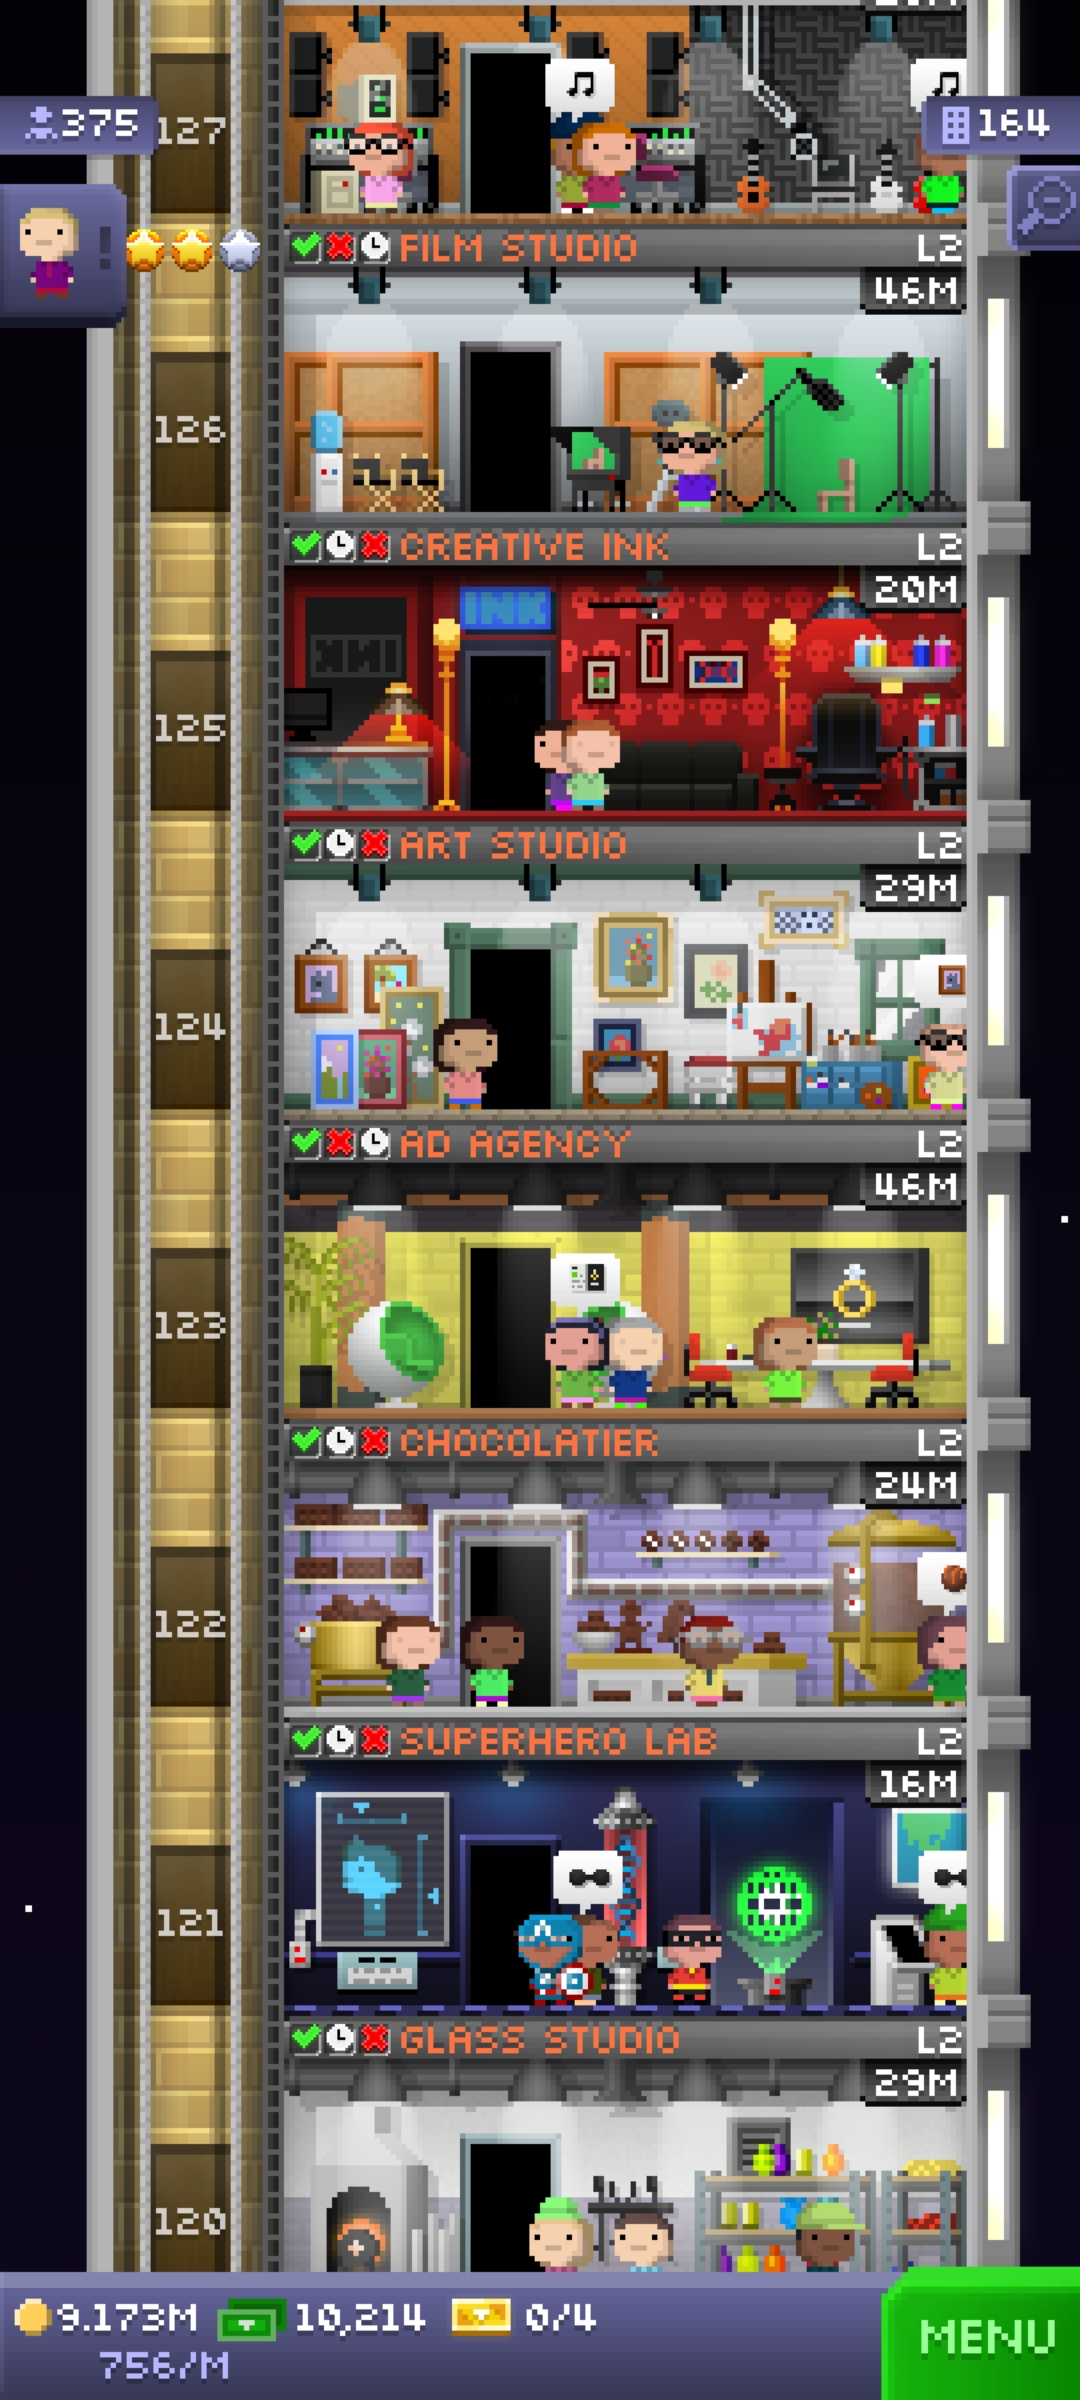 375
127
164
FILM STUDIO L2
46M
126
CREATIVE INK L2
20M
INK
125
ART STUDIO L2
29M
124
AD AGENCY L2
46M
123
CHOCOLATIER L2
24M
122
SUPERHERO LAB L2
16M
121
GLASS STUDIO L2
29M
120
9.173M 10,214 0/4
756/M
MENU